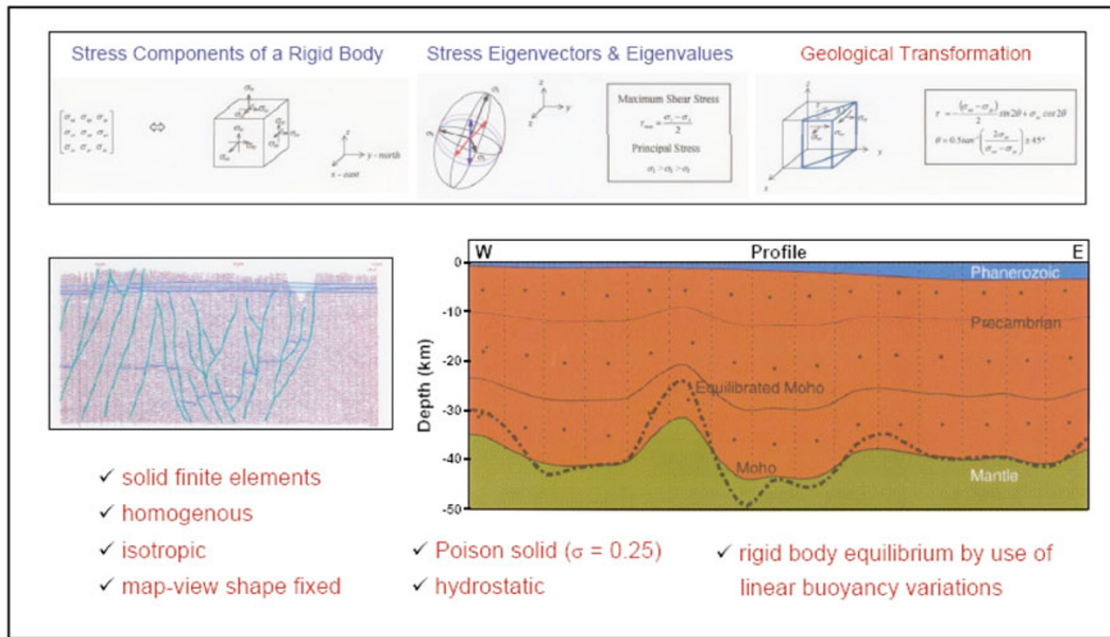 Stress Components of a Rigid Body
Stress Eigenvectors & Eigenvalues
Geological Transformation
⇔
z
y - north
x - east
z
y
x
Maximum Shear Stress
Principal Stress
σ₁ > σ₂ > σ₃
z
y
x
W
Profile
E
Depth (km)
0
-10
-20
-30
-40
-50
Phanerozoic
Precambrian
Equilibrated Moho
Moho
Mantle
✓ solid finite elements
✓ homogenous
✓ isotropic
✓ map-view shape fixed
✓ Poison solid (σ = 0.25)
✓ hydrostatic
✓ rigid body equilibrium by use of
linear buoyancy variations